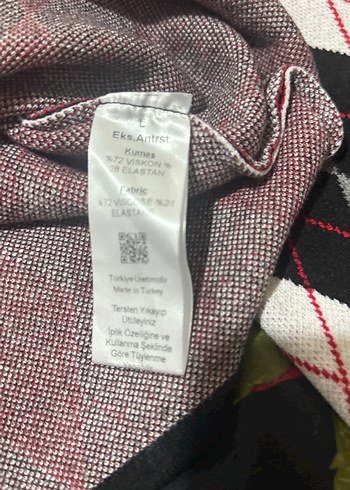 L
Eks.Antrst
Kumaş
%72 VİSKON %
28 ELASTAN
Fabric
%72 VISCOSE %28
ELASTAN
Türkiye Üretimidir
Made in Turkey
Tersten Yıkayıp
Ütüleyiniz
İplik Özelliğine ve
Kullanma Şeklinde
Göre Tüylenme